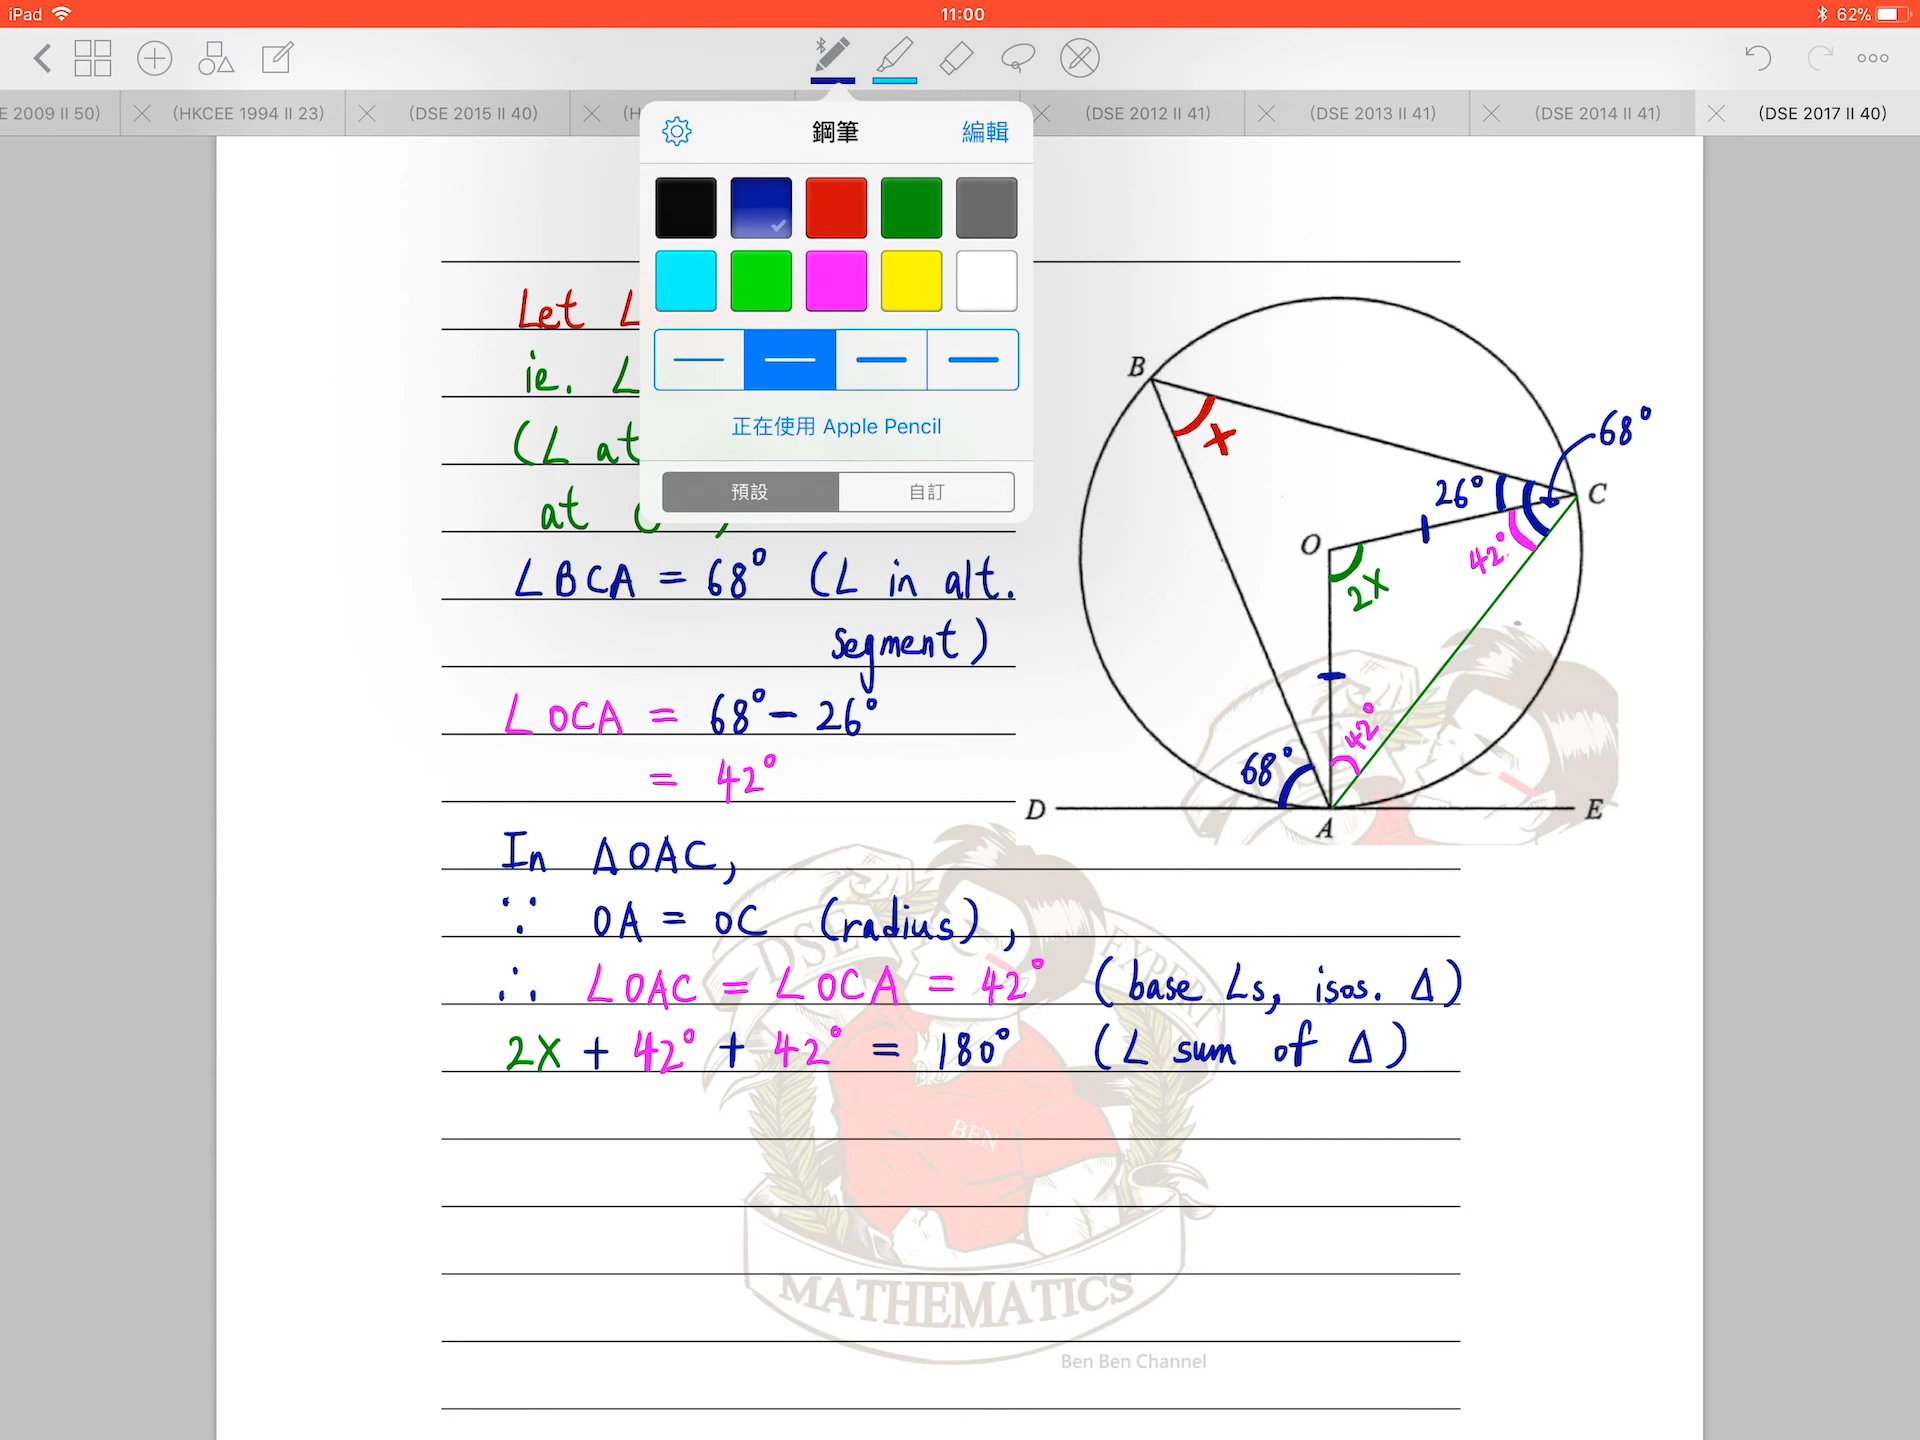 iPad 11:00 62%
E 2009 II 50) (HKCEE 1994 II 23) (DSE 2015 II 40) (H (DSE 2012 II 41) (DSE 2013 II 41) (DSE 2014 II 41) (DSE 2017 II 40)
鋼筆 編輯
正在使用 Apple Pencil
預設 自訂
Let ∠
ie. ∠
(∠ at
at
∠BCA = 68° (∠ in alt.
segment)
∠OCA = 68° - 26°
= 42°
In ΔOAC,
∵ OA = OC (radius),
∴ ∠OAC = ∠OCA = 42° (base ∠s, isos. Δ)
2x + 42° + 42° = 180° (∠ sum of Δ)
B
x
68°
26°
C
O
42°
2x
42°
68°
D
A
E
DSE EXPERT
BEN
MATHEMATICS
Ben Ben Channel